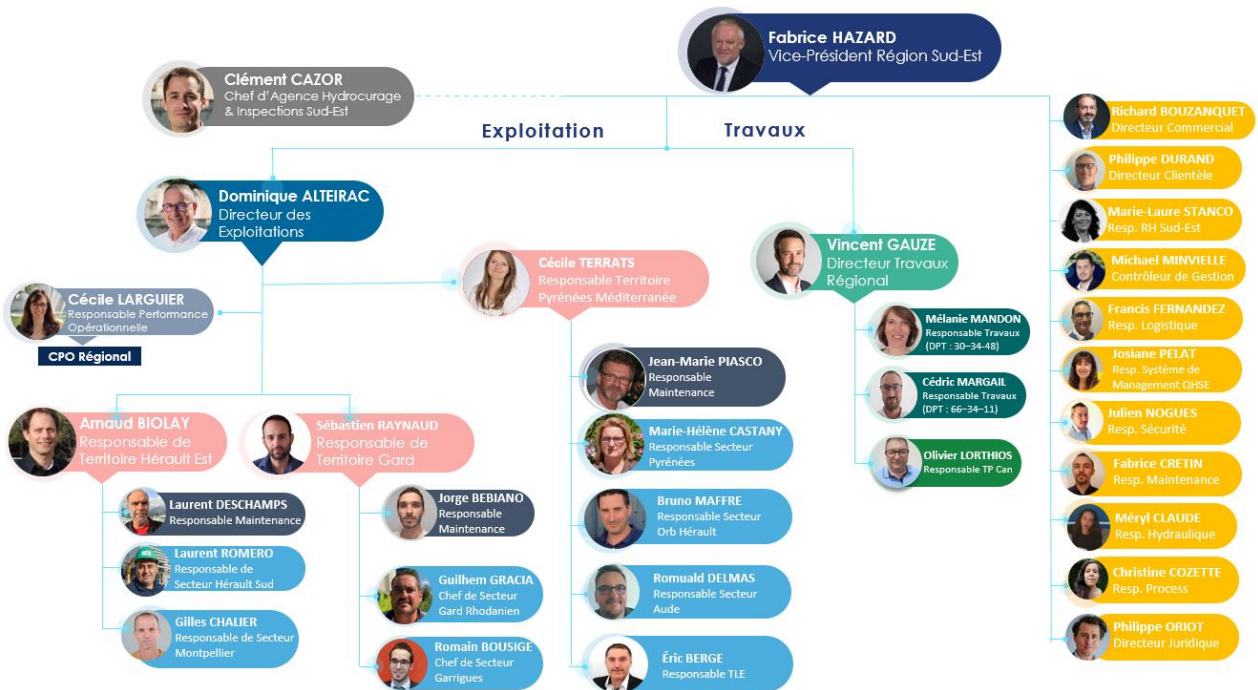 Fabrice HAZARD
Vice-Président Région Sud-Est
Clément CAZOR
Chef d'Agence Hydrocurage
& Inspections Sud-Est
Exploitation
Travaux
Dominique ALTEIRAC
Directeur des
Exploitations
Cécile LARGUIER
Responsable Performance
Opérationnelle
CPO Régional
Arnaud BIOLAY
Responsable de
Territoire Hérault Est
Laurent DESCHAMPS
Responsable Maintenance
Laurent ROMERO
Responsable de
Secteur Hérault Sud
Gilles CHALIER
Responsable de Secteur
Montpellier
Sébastien RAYNAUD
Responsable de
Territoire Gard
Jorge BEBIANO
Responsable
Maintenance
Guilhem GRACIA
Chef de Secteur
Gard Rhodanien
Romain BOUSIGE
Chef de Secteur
Garrigues
Cécile TERRATS
Responsable Territoire
Pyrénées Méditerranée
Jean-Marie PIASCO
Responsable
Maintenance
Marie-Hélène CASTANY
Responsable Secteur
Pyrénées
Bruno MAFFRE
Responsable Secteur
Orb Hérault
Romuald DELMAS
Responsable Secteur
Aude
Éric BERGE
Responsable TLE
Vincent GAUZE
Directeur Travaux
Régional
Mélanie MANDON
Responsable Travaux
(DPT : 30–34-48)
Cédric MARGAIL
Responsable Travaux
(DPT : 66–34–11)
Olivier LORTHIOS
Responsable TP Can
Richard BOUZANQUET
Directeur Commercial
Philippe DURAND
Directeur Clientèle
Marie-Laure STANCO
Resp. RH Sud-Est
Michael MINVIELLE
Contrôleur de Gestion
Francis FERNANDEZ
Resp. Logistique
Josiane PELAT
Resp. Système de
Management QHSE
Julien NOGUES
Resp. Sécurité
Fabrice CRETIN
Resp. Maintenance
Méryl CLAUDE
Resp. Hydraulique
Christine COZETTE
Resp. Process
Philippe ORIOT
Directeur Juridique